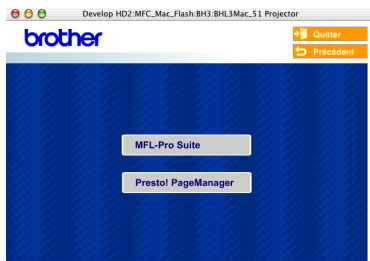 Develop HD2:MFC_Mac_Flash:BH3:BHL3Mac_51 Projector
brother
Quitter
Précédent
MFL-Pro Suite
Presto! PageManager